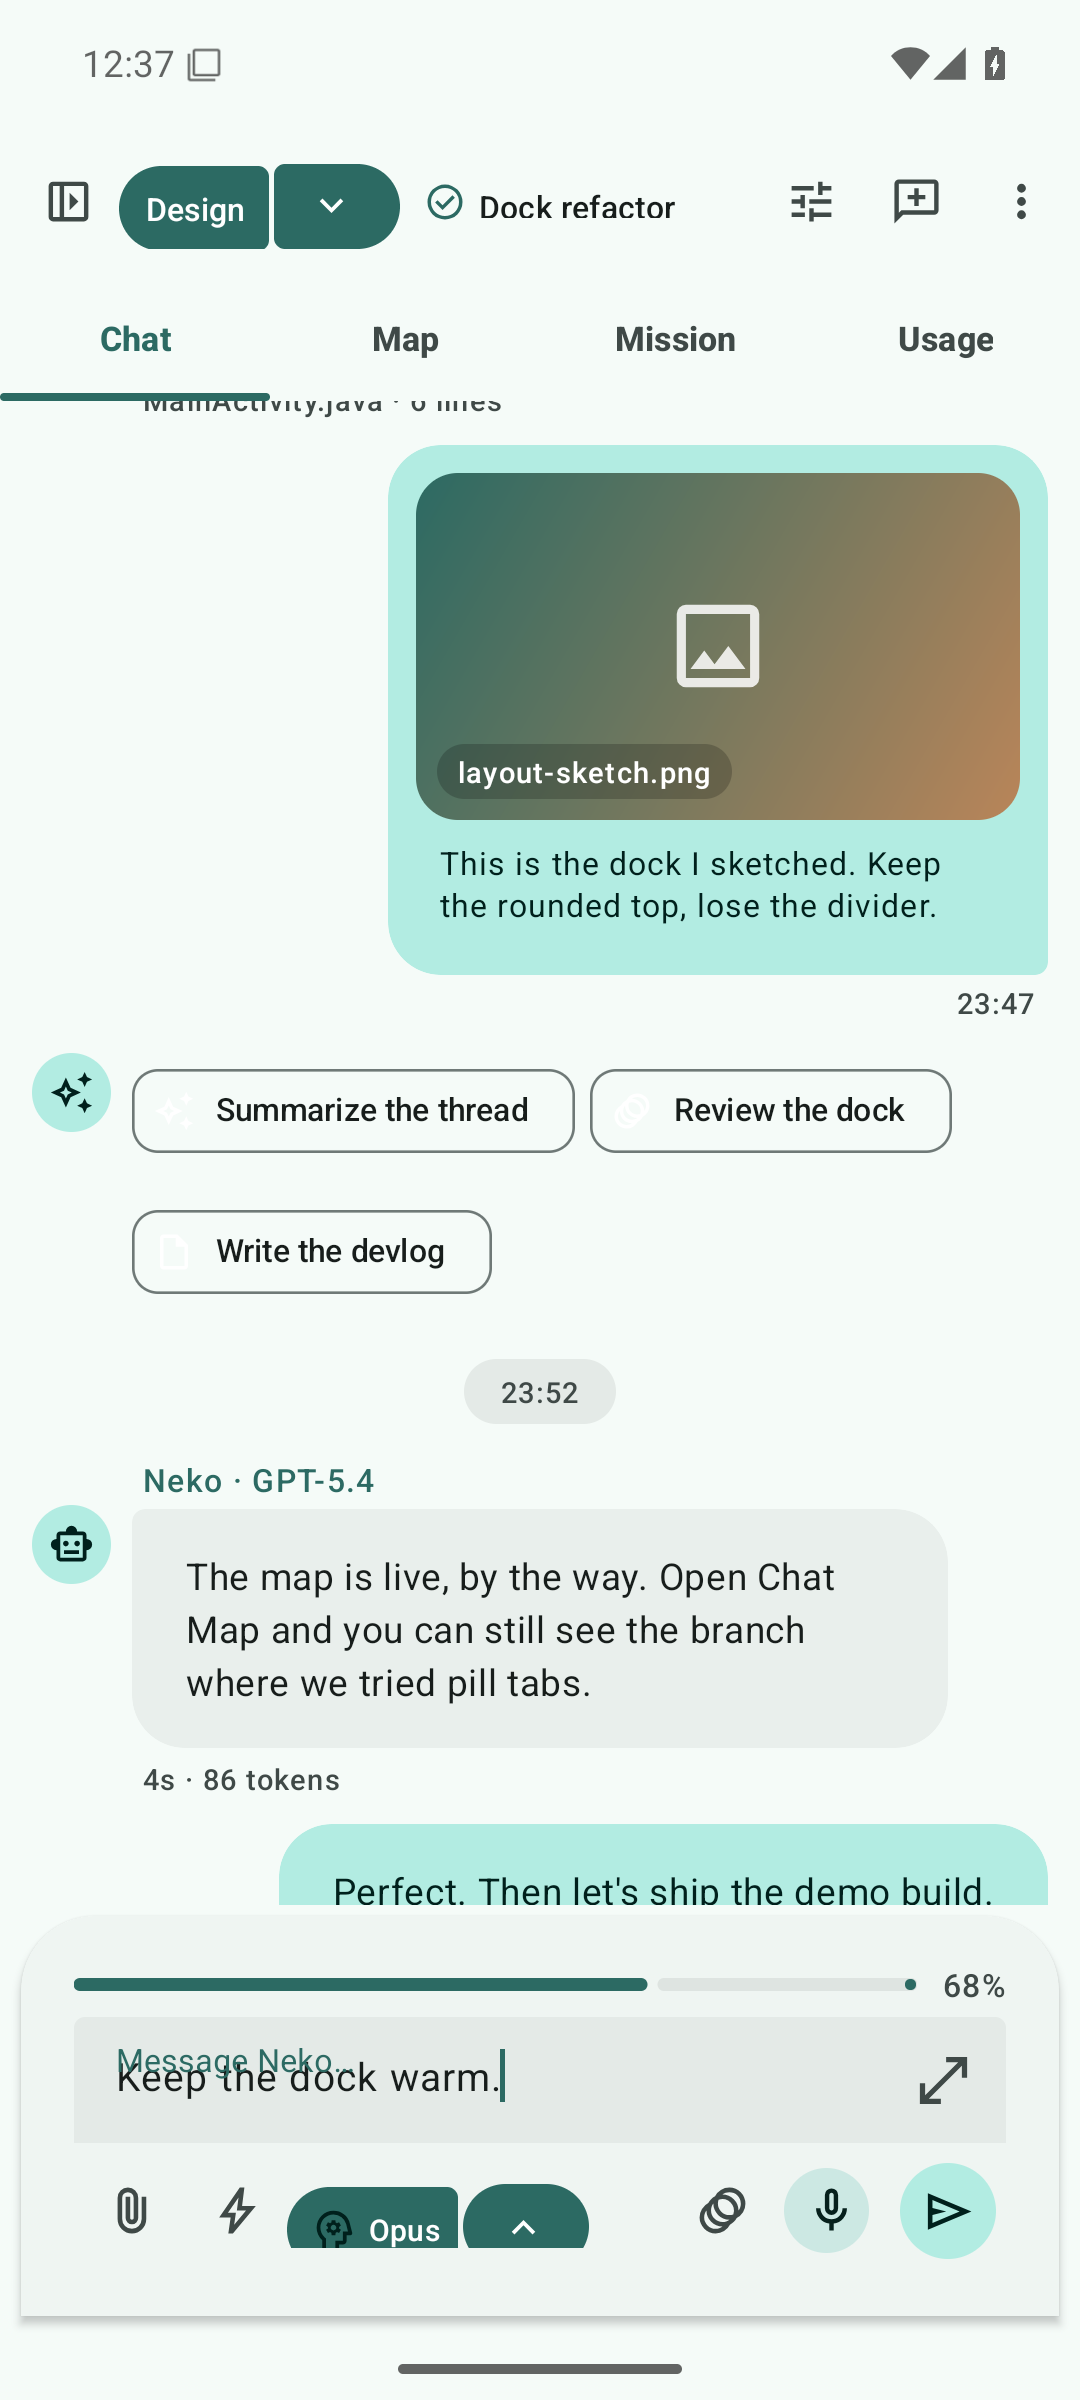 12:37
Design
Dock refactor
Chat Map Mission Usage
MainActivity.java · 6 lines
layout-sketch.png
This is the dock I sketched. Keep
the rounded top, lose the divider.
23:47
Summarize the thread
Review the dock
Write the devlog
23:52
Neko · GPT-5.4
The map is live, by the way. Open Chat
Map and you can still see the branch
where we tried pill tabs.
4s · 86 tokens
Perfect. Then let's ship the demo build.
68%
Message Neko…
Keep the dock warm.
Opus